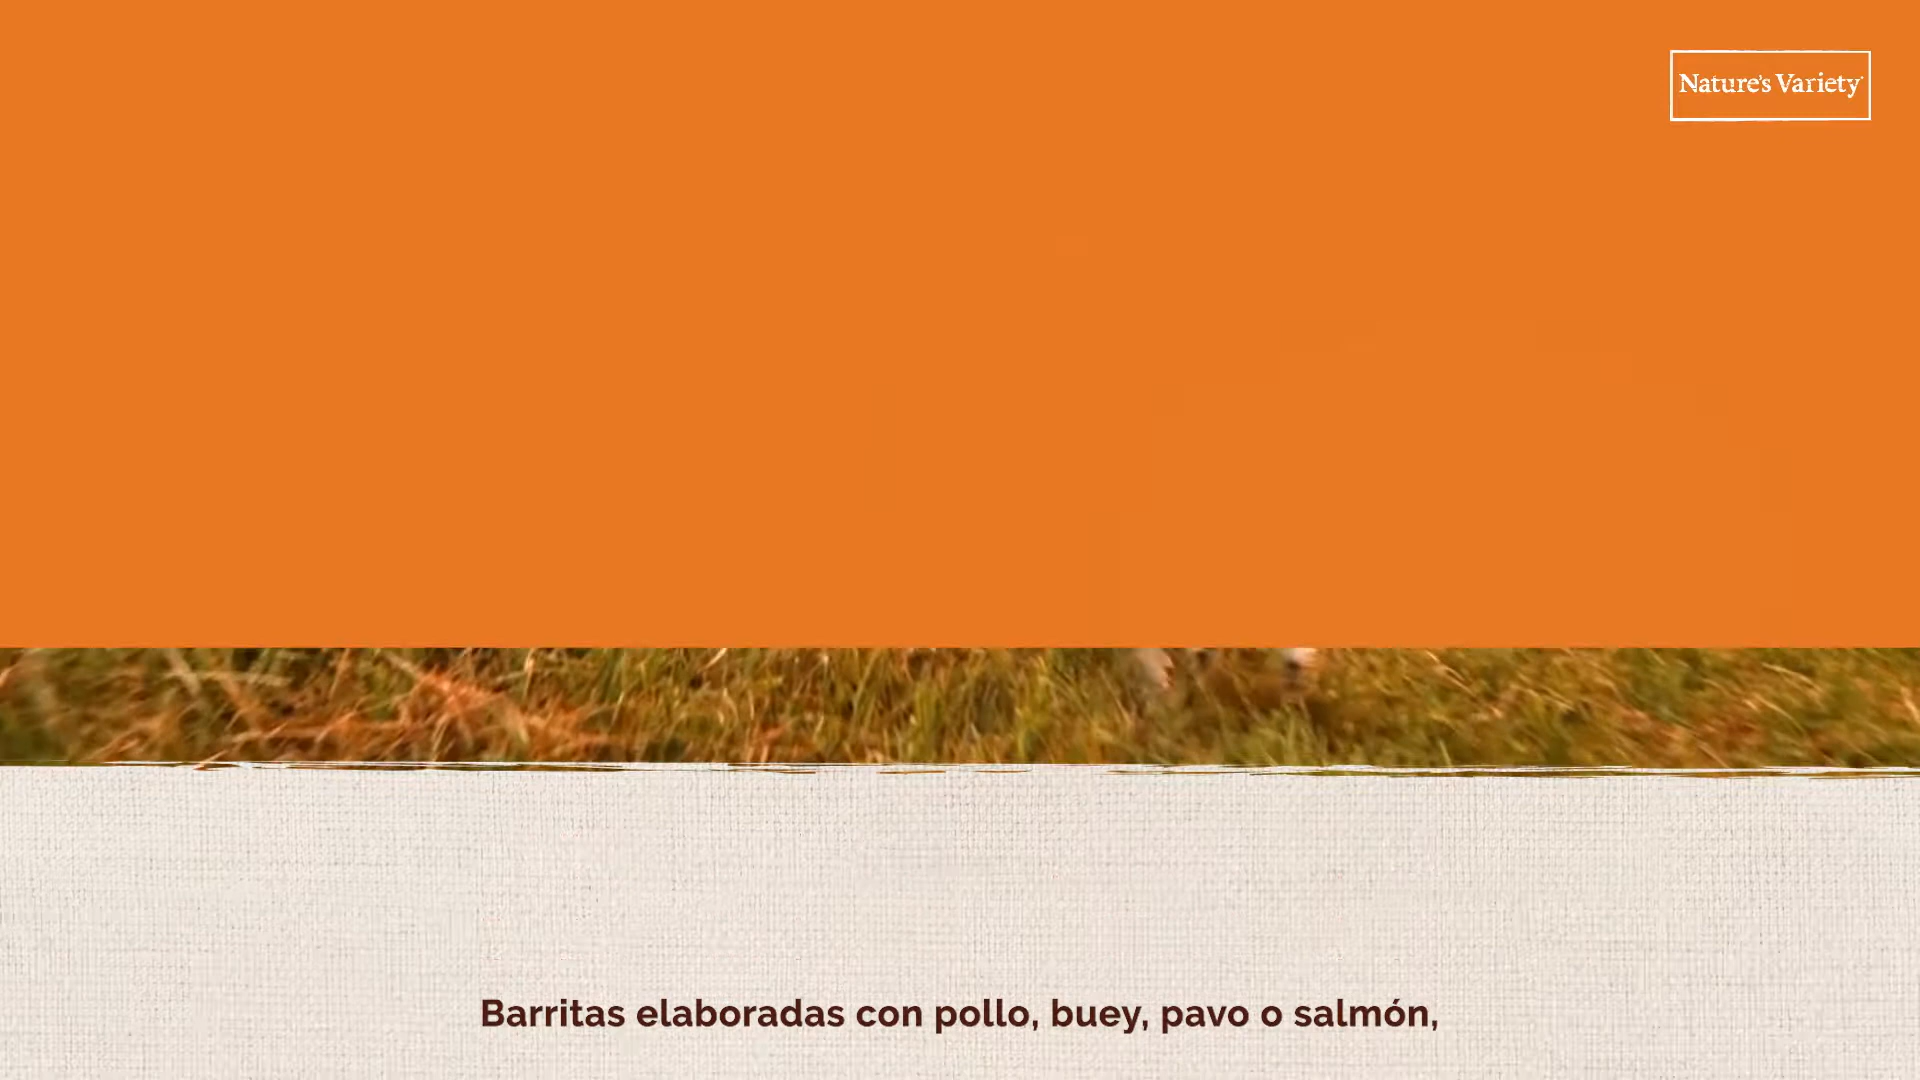 Nature's Variety
Barritas elaboradas con pollo, buey, pavo o salmón,